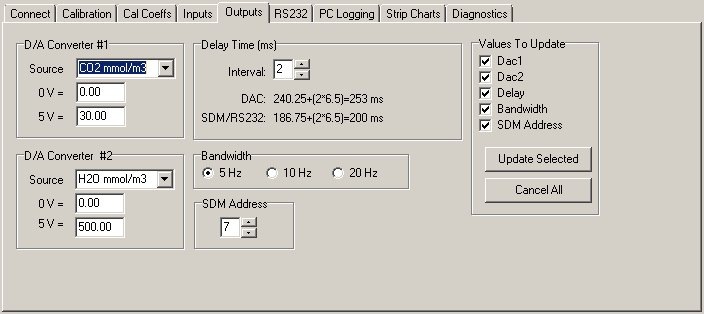 Connect Calibration Cal Coeffs Inputs Outputs RS232 PC Logging Strip Charts Diagnostics
D/A Converter #1
Source CO2 mmol/m3
0 V = 0.00
5 V = 30.00
Delay Time (ms)
Interval: 2
DAC: 240.25+(2*6.5)=253 ms
SDM/RS232: 186.75+(2*6.5)=200 ms
Values To Update
Dac1
Dac2
Delay
Bandwidth
SDM Address
Update Selected
Cancel All
D/A Converter #2
Source H2O mmol/m3
0 V = 0.00
5 V = 500.00
Bandwidth
5 Hz 10 Hz 20 Hz
SDM Address
7